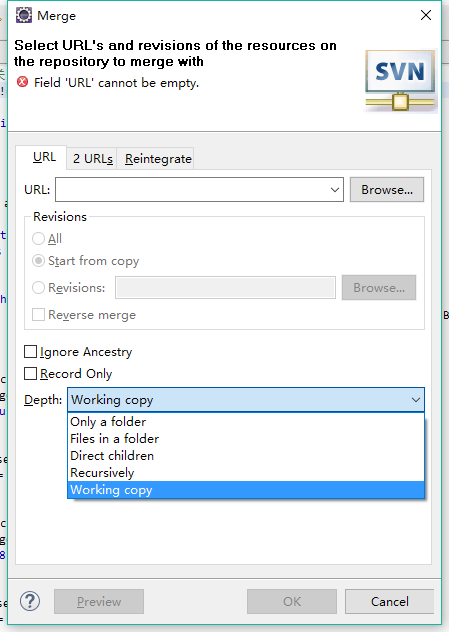 Merge
Select URL's and revisions of the resources on
the repository to merge with
Field 'URL' cannot be empty.
SVN
URL 2 URLs Reintegrate
URL: Browse...
Revisions
All
Start from copy
Revisions: Browse...
Reverse merge
Ignore Ancestry
Record Only
Depth: Working copy
Only a folder
Files in a folder
Direct children
Recursively
Working copy
? Preview OK Cancel